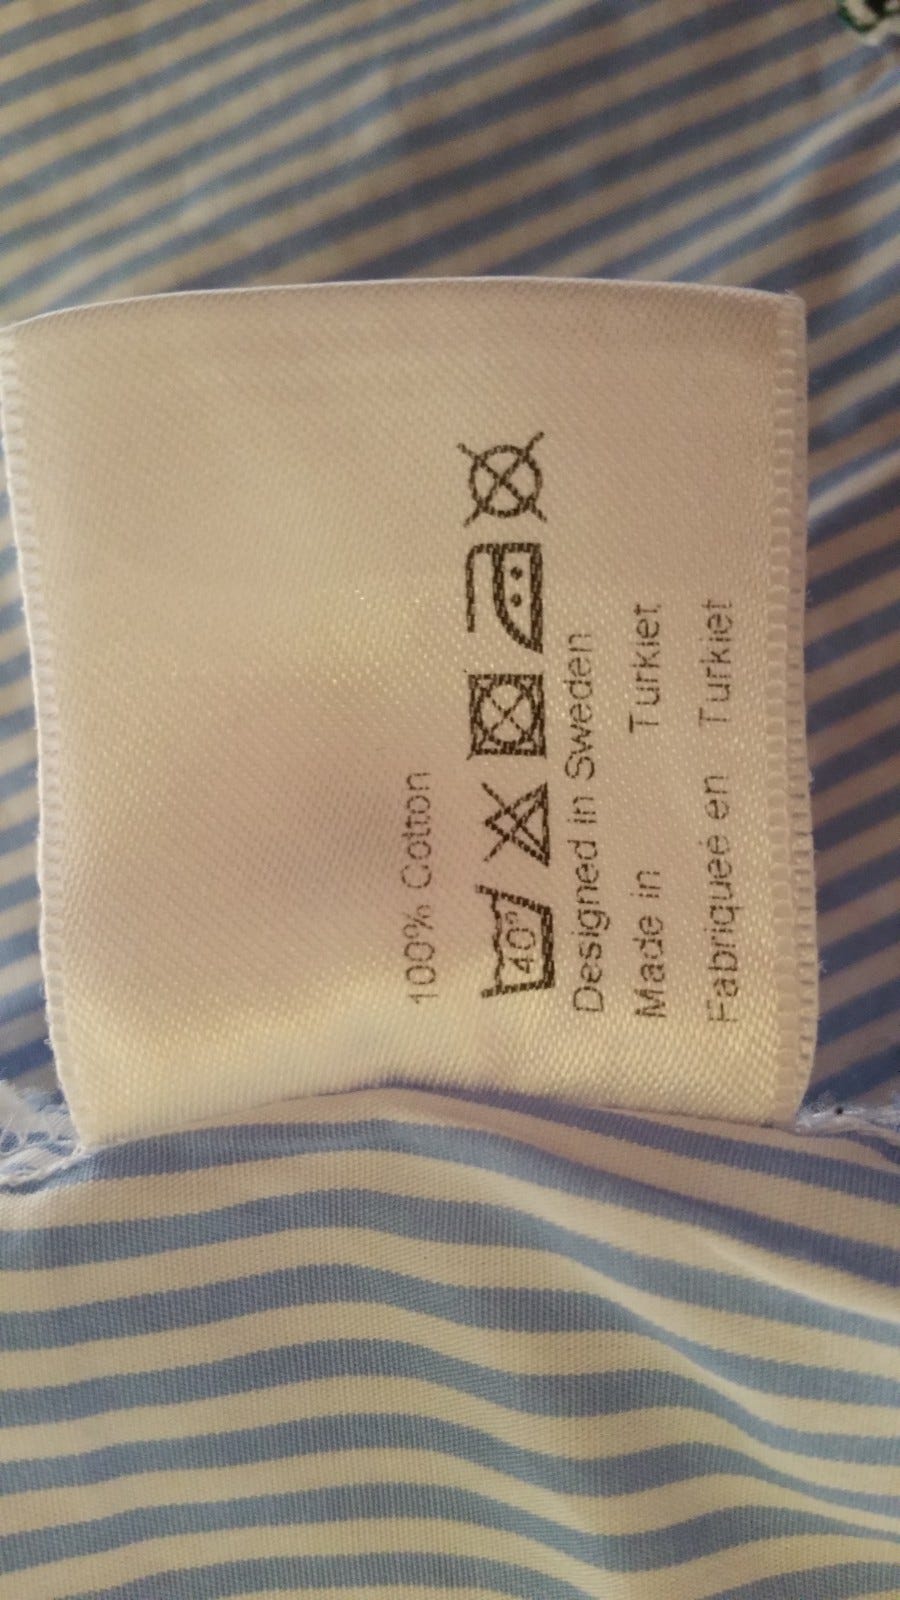 100% Cotton
40°
Designed in Sweden
Made in Turkiet
Fabriqueé en Turkiet